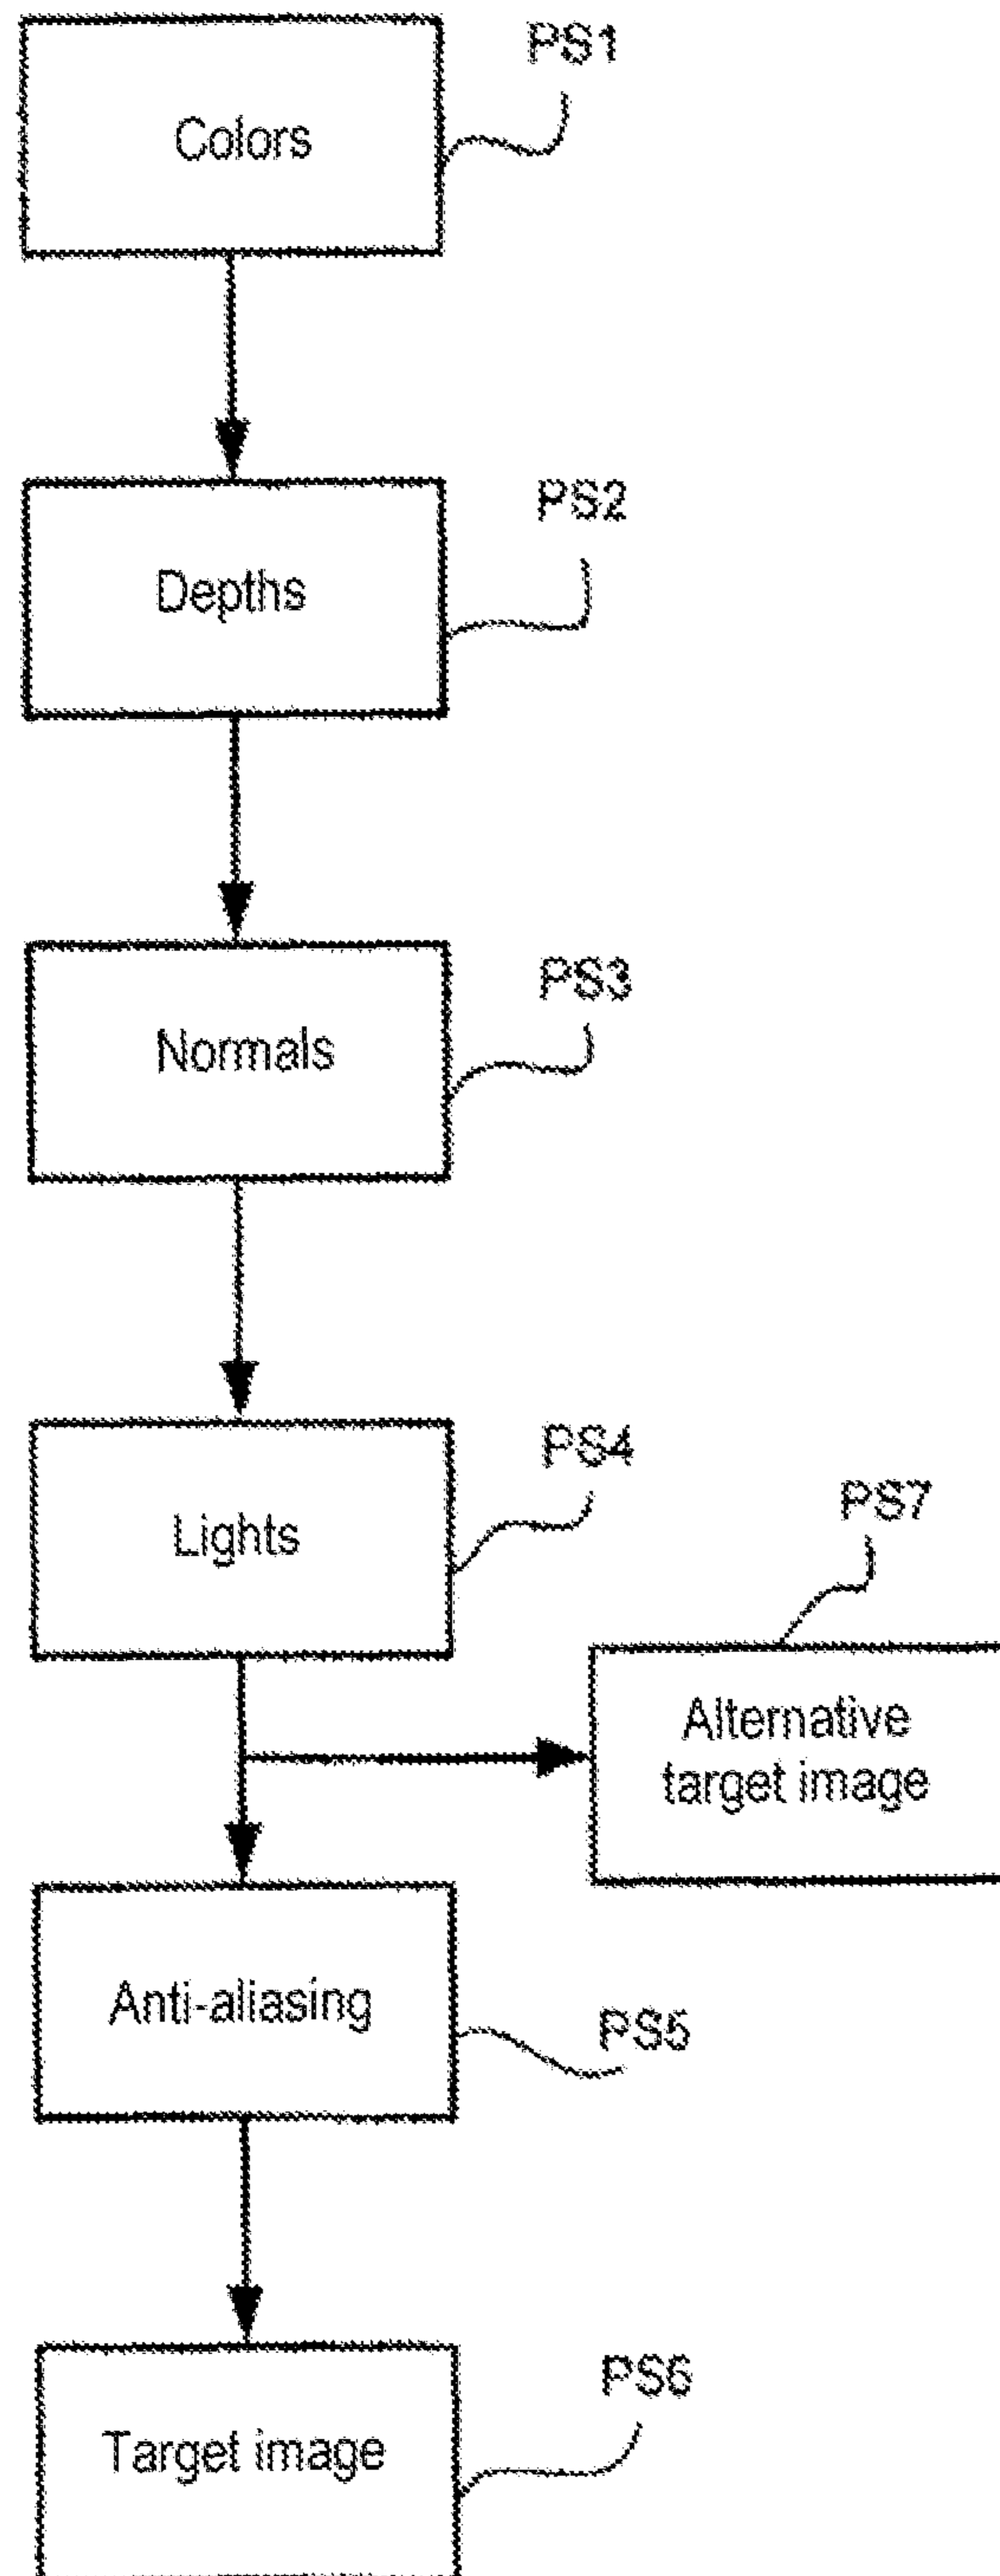 PS1
Colors
PS2
Depths
PS3
Normals
PS4
Lights
PS7
Alternative
target image
Anti-aliasing
PS5
PS6
Target image